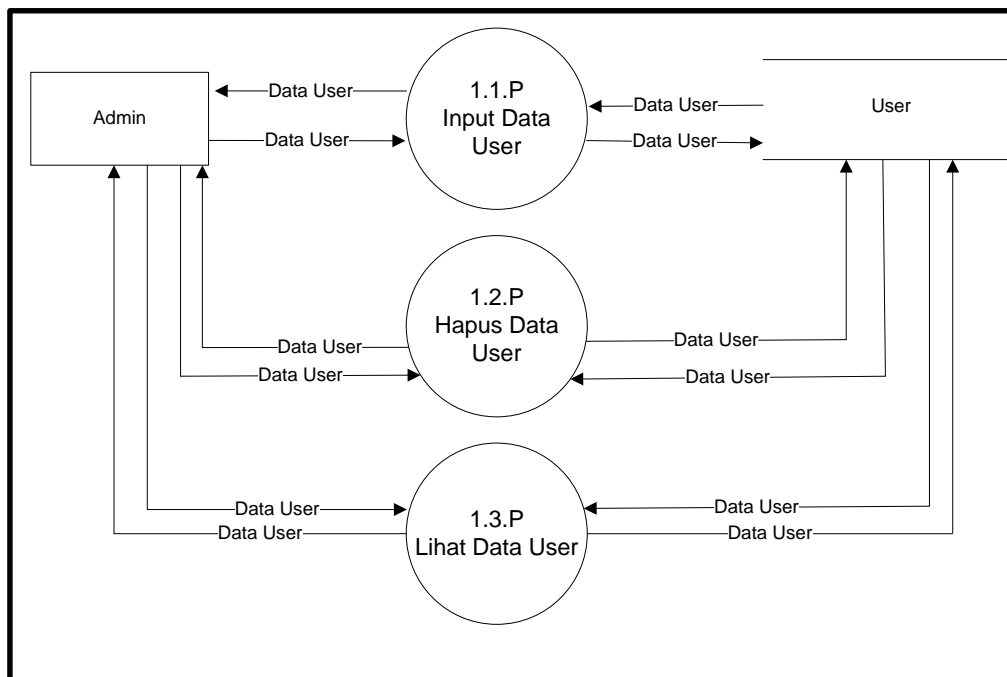 1.1.P
Input Data
User
Data User
Data User
Data User
Data User
Admin
User
1.2.P
Hapus Data
User
Data User
Data User
Data User
Data User
1.3.P
Lihat Data User
Data User
Data User
Data User
Data User